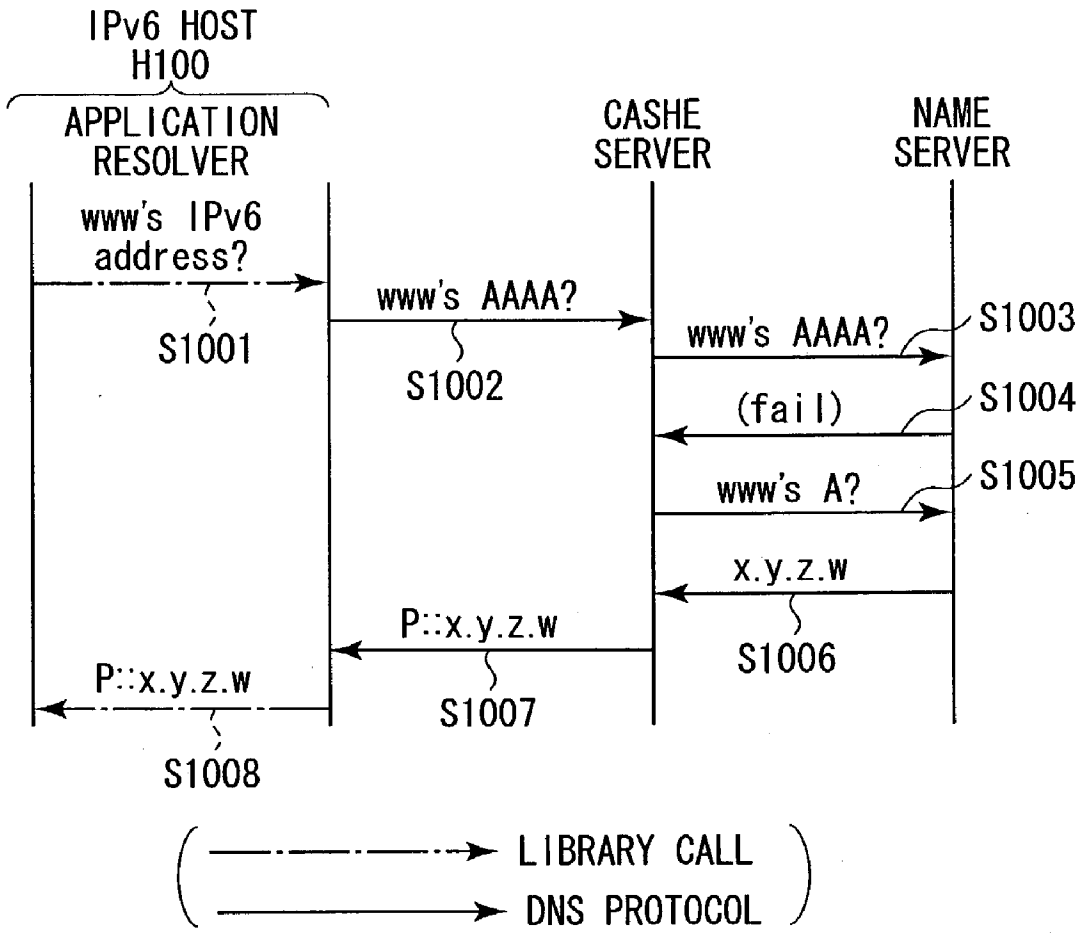 IPv6 HOST
H100
APPLICATION
RESOLVER
CASHE
SERVER
NAME
SERVER
www's IPv6
address?
S1001
www's AAAA?
S1002
www's AAAA?
S1003
(fail)
S1004
www's A?
S1005
x.y.z.w
S1006
P::x.y.z.w
S1007
P::x.y.z.w
S1008
LIBRARY CALL
DNS PROTOCOL